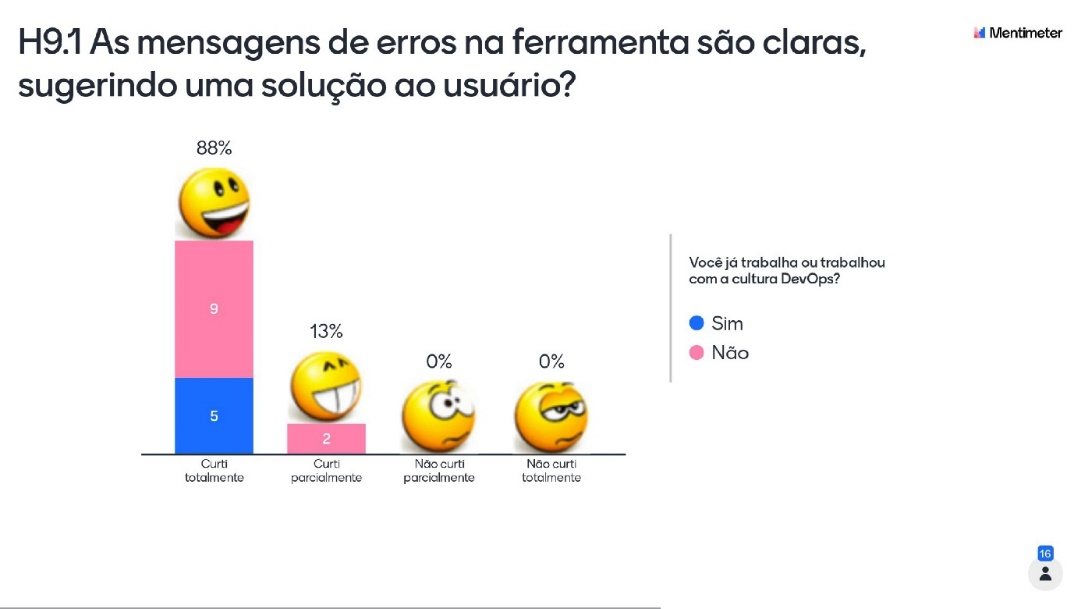 H9.1 As mensagens de erros na ferramenta são claras,
sugerindo uma solução ao usuário?
Mentimeter
88%
9
5
13%
2
0%
0%
Curti
totalmente
Curti
parcialmente
Não curti
parcialmente
Não curti
totalmente
Você já trabalha ou trabalhou
com a cultura DevOps?
Sim
Não
16